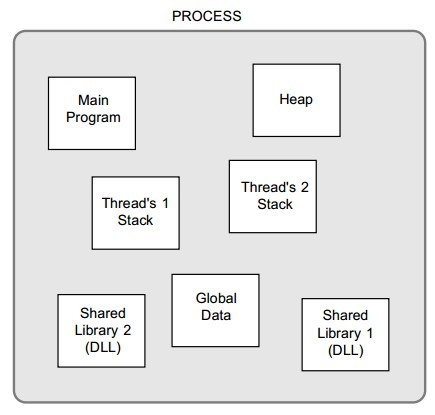 PROCESS
Main
Program
Heap
Thread's 1
Stack
Thread's 2
Stack
Global
Data
Shared
Library 2
(DLL)
Shared
Library 1
(DLL)